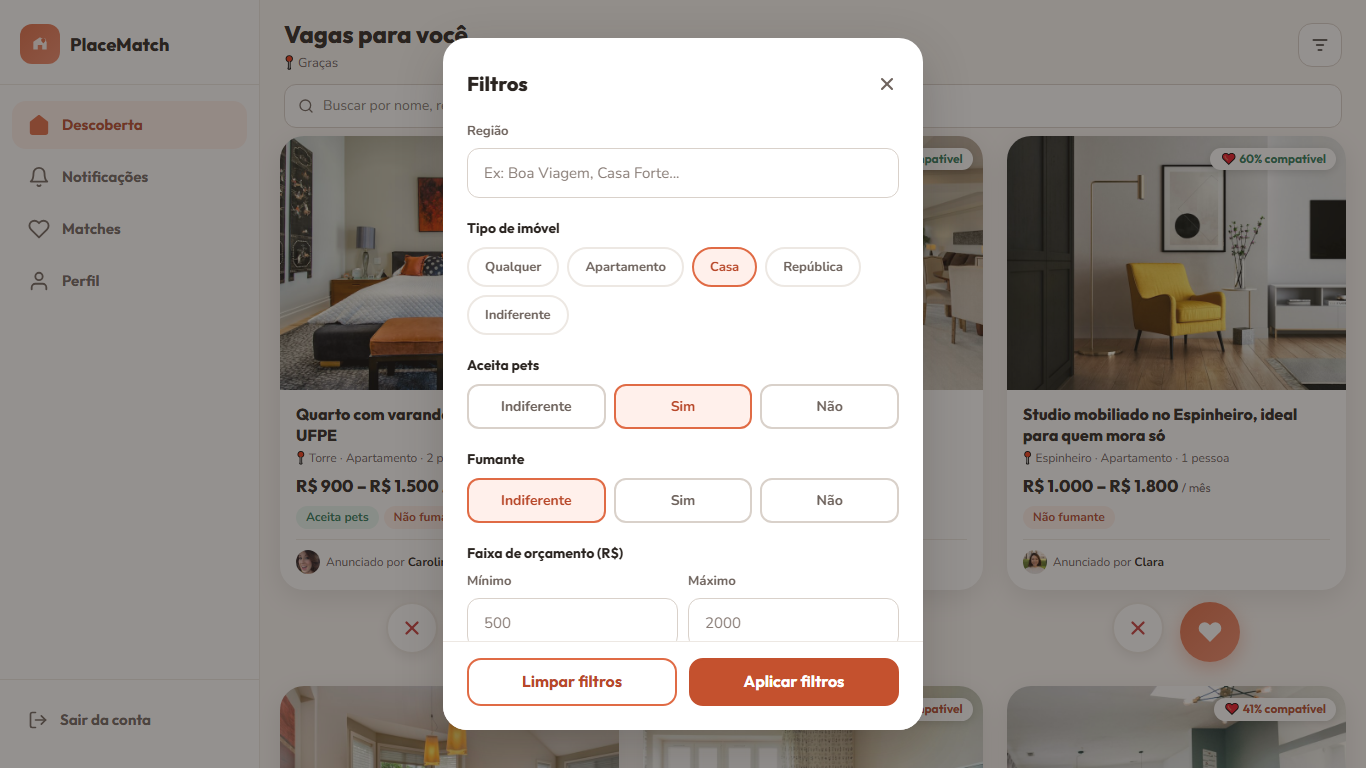 PlaceMatch
Descoberta
Notificações
Matches
Perfil
Sair da conta
Vagas para você
Graças
Buscar por nome, r
Filtros
Região
Ex: Boa Viagem, Casa Forte...
Tipo de imóvel
Qualquer
Apartamento
Casa
República
Indiferente
Aceita pets
Indiferente
Sim
Não
Fumante
Indiferente
Sim
Não
Faixa de orçamento (R$)
Mínimo
Máximo
500
2000
Limpar filtros
Aplicar filtros
Quarto com varand
UFPE
Torre · Apartamento · 2 p
R$ 900 – R$ 1.500
Aceita pets
Não fuma
Anunciado por Carolin
patível
60% compatível
Studio mobiliado no Espinheiro, ideal
para quem mora só
Espinheiro · Apartamento · 1 pessoa
R$ 1.000 – R$ 1.800 / mês
Não fumante
Anunciado por Clara
patível
41% compatível